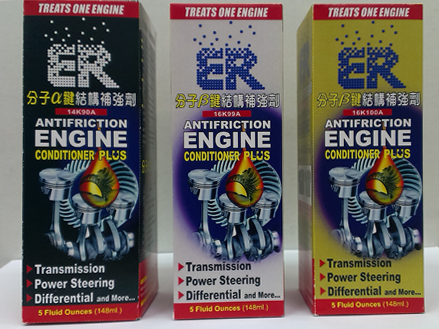 TREATS ONE ENGINE
ER
分子α鍵結構補強劑
14K90A
ANTIFRICTION
ENGINE
CONDITIONER PLUS
Transmission
Power Steering
Differential and More...
5 Fluid Ounces (148ml.)
TREATS ONE ENGINE
ER
分子β鍵結構補強劑
16K99A
ANTIFRICTION
ENGINE
CONDITIONER PLUS
Transmission
Power Steering
Differential and More...
5 Fluid Ounces (148ml.)
TREATS ONE ENGINE
ER
分子β鍵結構補強劑
16K100A
ANTIFRICTION
ENGINE
CONDITIONER PLUS
Transmission
Power Steering
Differential and More...
5 Fluid Ounces (148ml.)